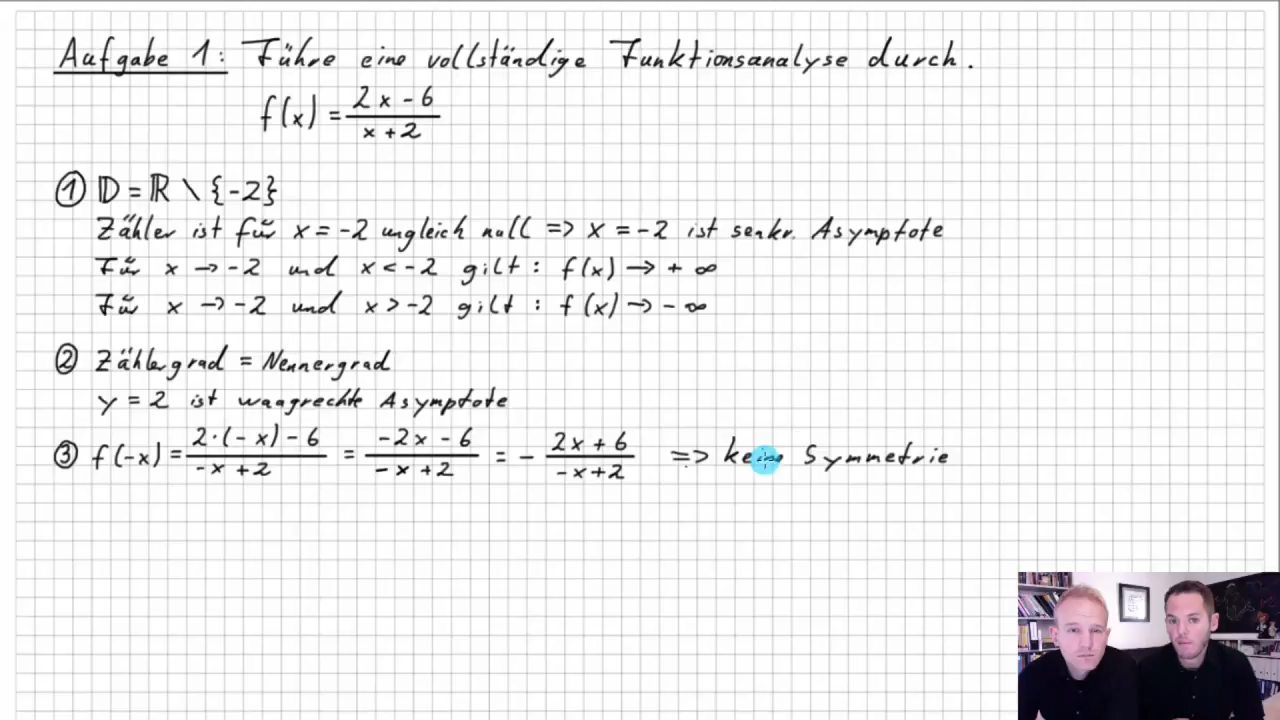 Aufgabe 1: Führe eine vollständige Funktionsanalyse durch.
f(x) = (2x - 6)/(x + 2)
① 𝔻 = ℝ \ {-2}
Zähler ist für x = -2 ungleich null => x = -2 ist senkr. Asymptote
Für x → -2 und x < -2 gilt : f(x) → + ∞
Für x → -2 und x > -2 gilt : f(x) → - ∞
② Zählergrad = Nennergrad
y = 2 ist waagrechte Asymptote
③ f(-x) = (2·(-x) - 6)/(-x + 2) = (-2x - 6)/(-x + 2) = - (2x + 6)/(-x + 2) => keine Symmetrie